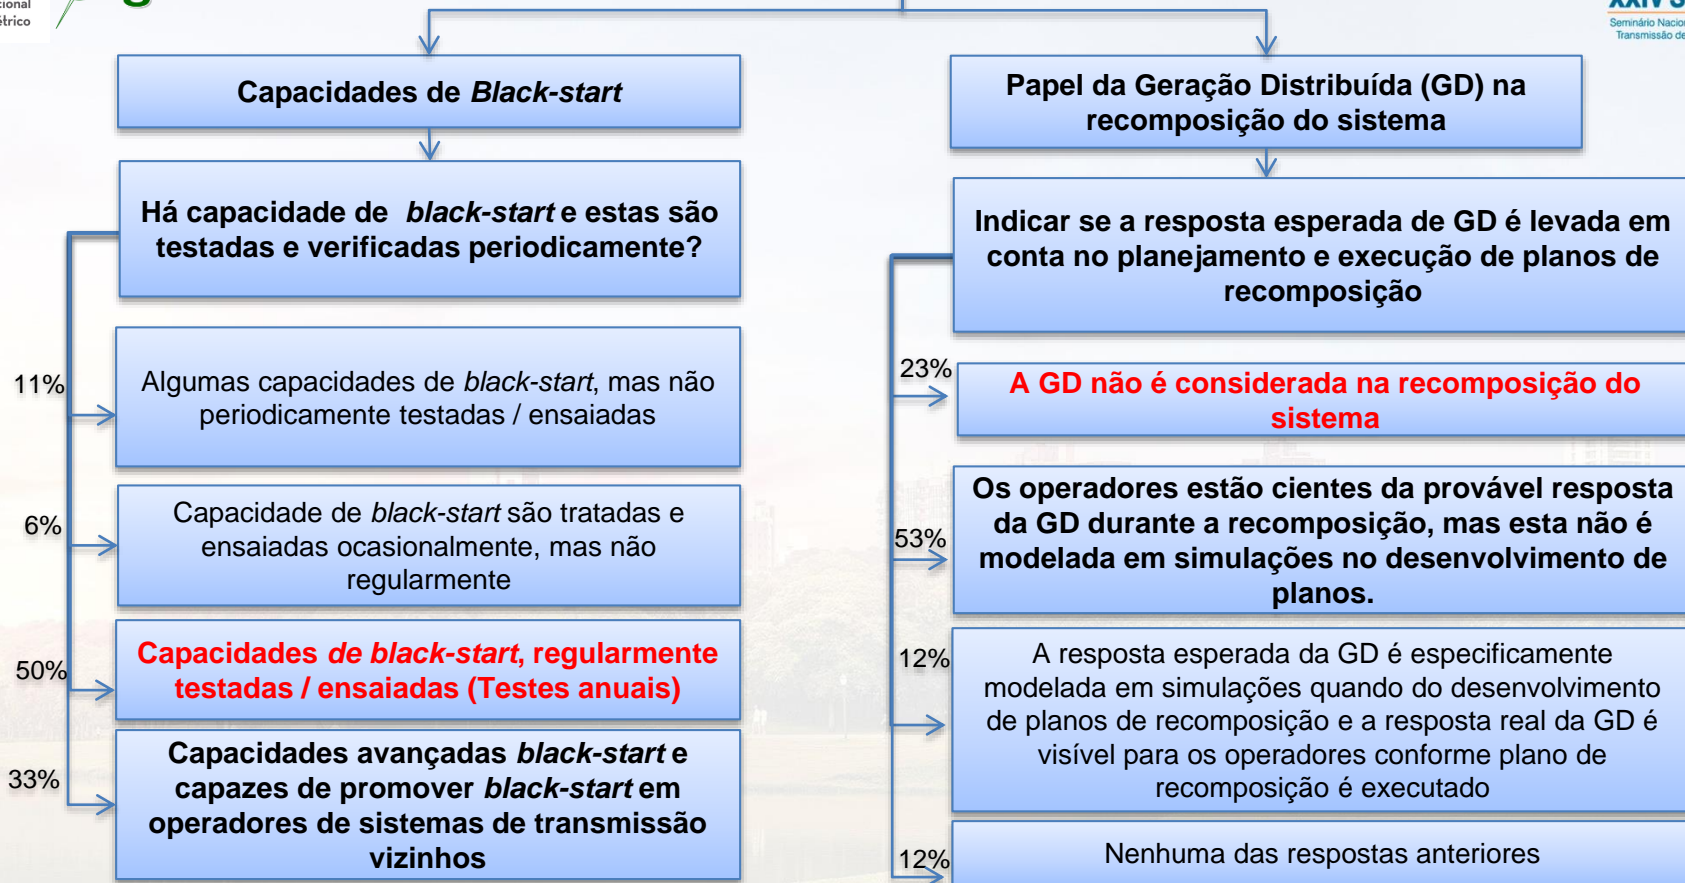 cional
étrico
g
XXIV S
Seminário Nacion
Transmissão de
Capacidades de Black-start
Há capacidade de black-start e estas são
testadas e verificadas periodicamente?
11%
Algumas capacidades de black-start, mas não
periodicamente testadas / ensaiadas
6%
Capacidade de black-start são tratadas e
ensaiadas ocasionalmente, mas não
regularmente
50%
Capacidades de black-start, regularmente
testadas / ensaiadas (Testes anuais)
33%
Capacidades avançadas black-start e
capazes de promover black-start em
operadores de sistemas de transmissão
vizinhos
Papel da Geração Distribuída (GD) na
recomposição do sistema
Indicar se a resposta esperada de GD é levada em
conta no planejamento e execução de planos de
recomposição
23%
A GD não é considerada na recomposição do
sistema
53%
Os operadores estão cientes da provável resposta
da GD durante a recomposição, mas esta não é
modelada em simulações no desenvolvimento de
planos.
12%
A resposta esperada da GD é especificamente
modelada em simulações quando do desenvolvimento
de planos de recomposição e a resposta real da GD é
visível para os operadores conforme plano de
recomposição é executado
12%
Nenhuma das respostas anteriores